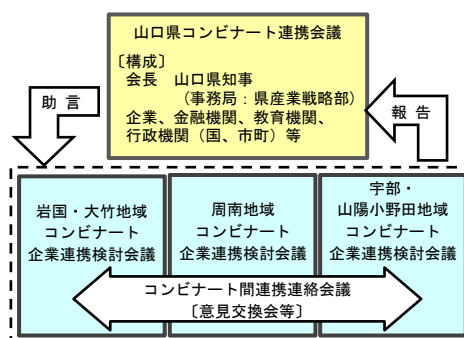 山口県コンビナート連携会議
〔構成〕
会長　山口県知事
（事務局：県産業戦略部）
企業、金融機関、教育機関、
行政機関（国、市町）等
助 言
報 告
岩国・大竹地域
コンビナート
企業連携検討会議
周南地域
コンビナート
企業連携検討会議
宇部・
山陽小野田地域
コンビナート
企業連携検討会議
コンビナート間連携連絡会議
〔意見交換会等〕